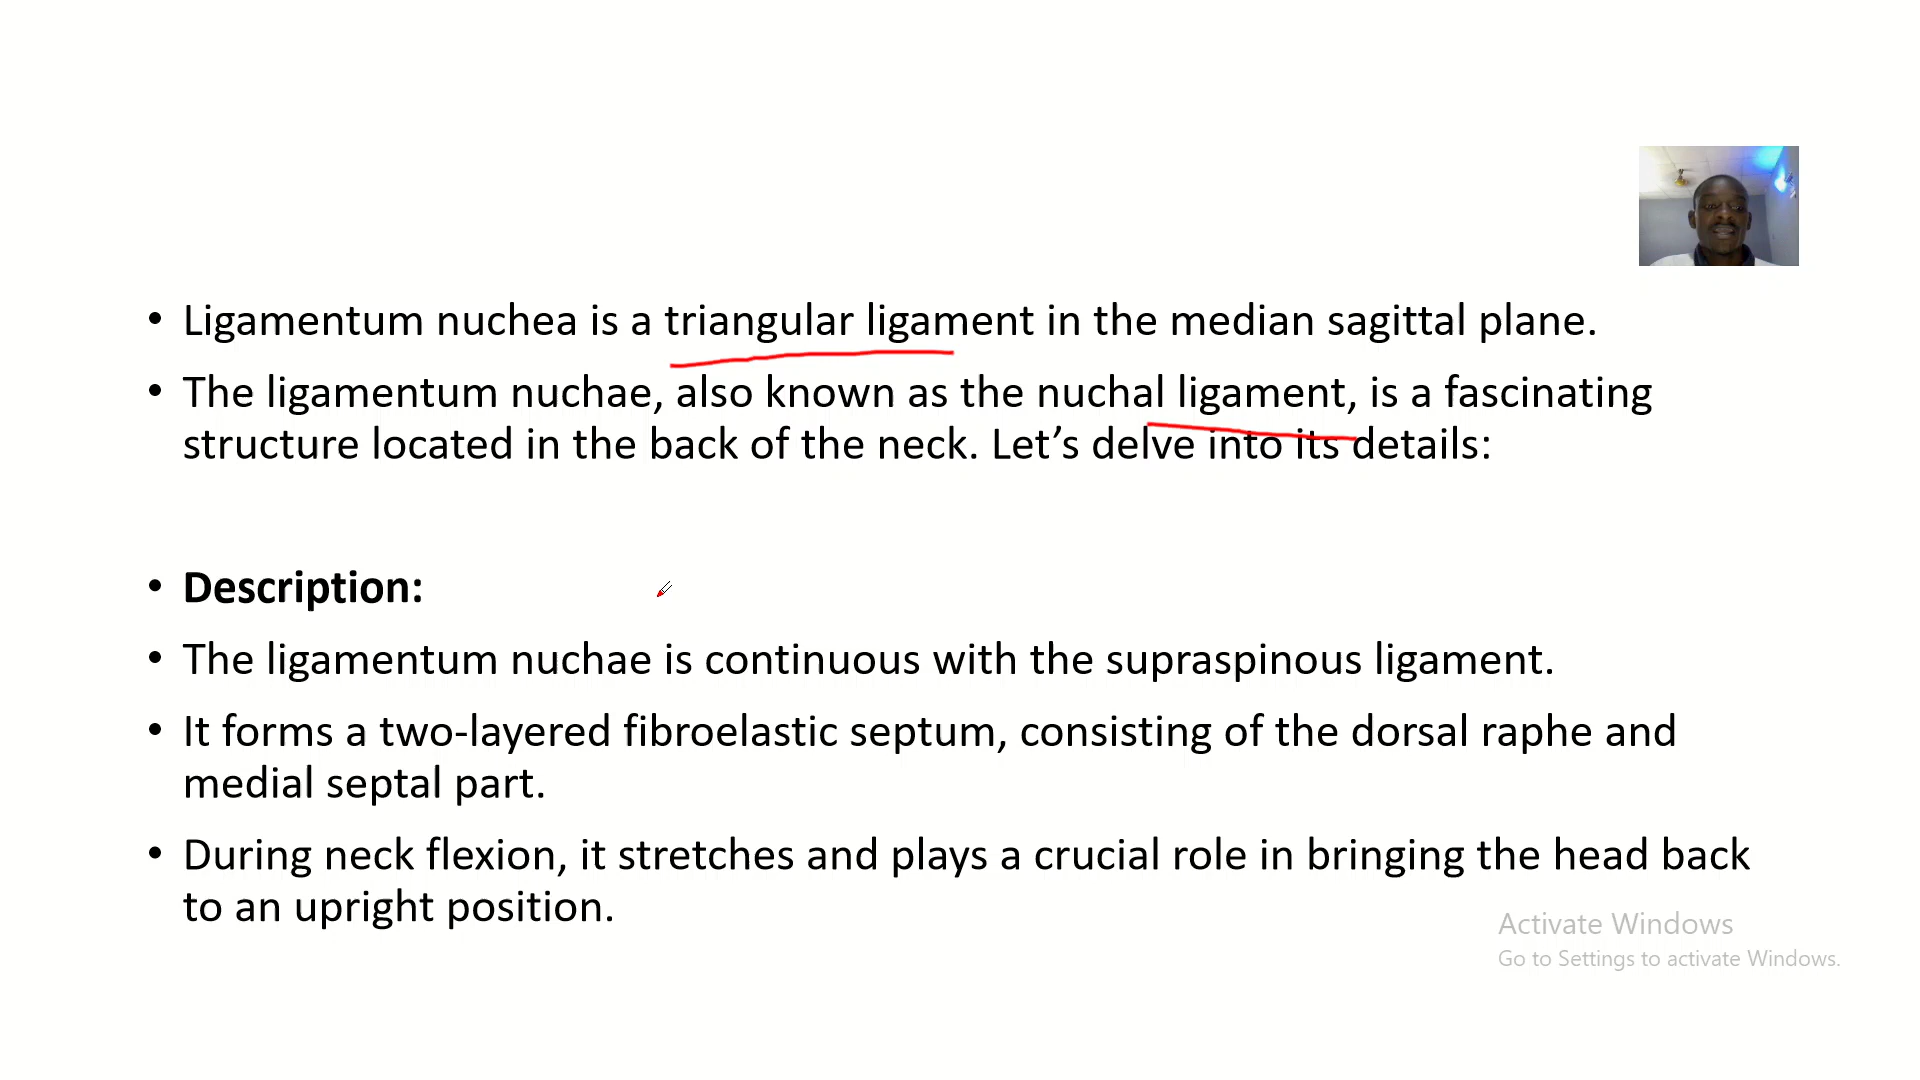 • Ligamentum nuchea is a triangular ligament in the median sagittal plane.
• The ligamentum nuchae, also known as the nuchal ligament, is a fascinating
structure located in the back of the neck. Let’s delve into its details:
• Description:
• The ligamentum nuchae is continuous with the supraspinous ligament.
• It forms a two-layered fibroelastic septum, consisting of the dorsal raphe and
medial septal part.
• During neck flexion, it stretches and plays a crucial role in bringing the head back
to an upright position.
Activate Windows
Go to Settings to activate Windows.